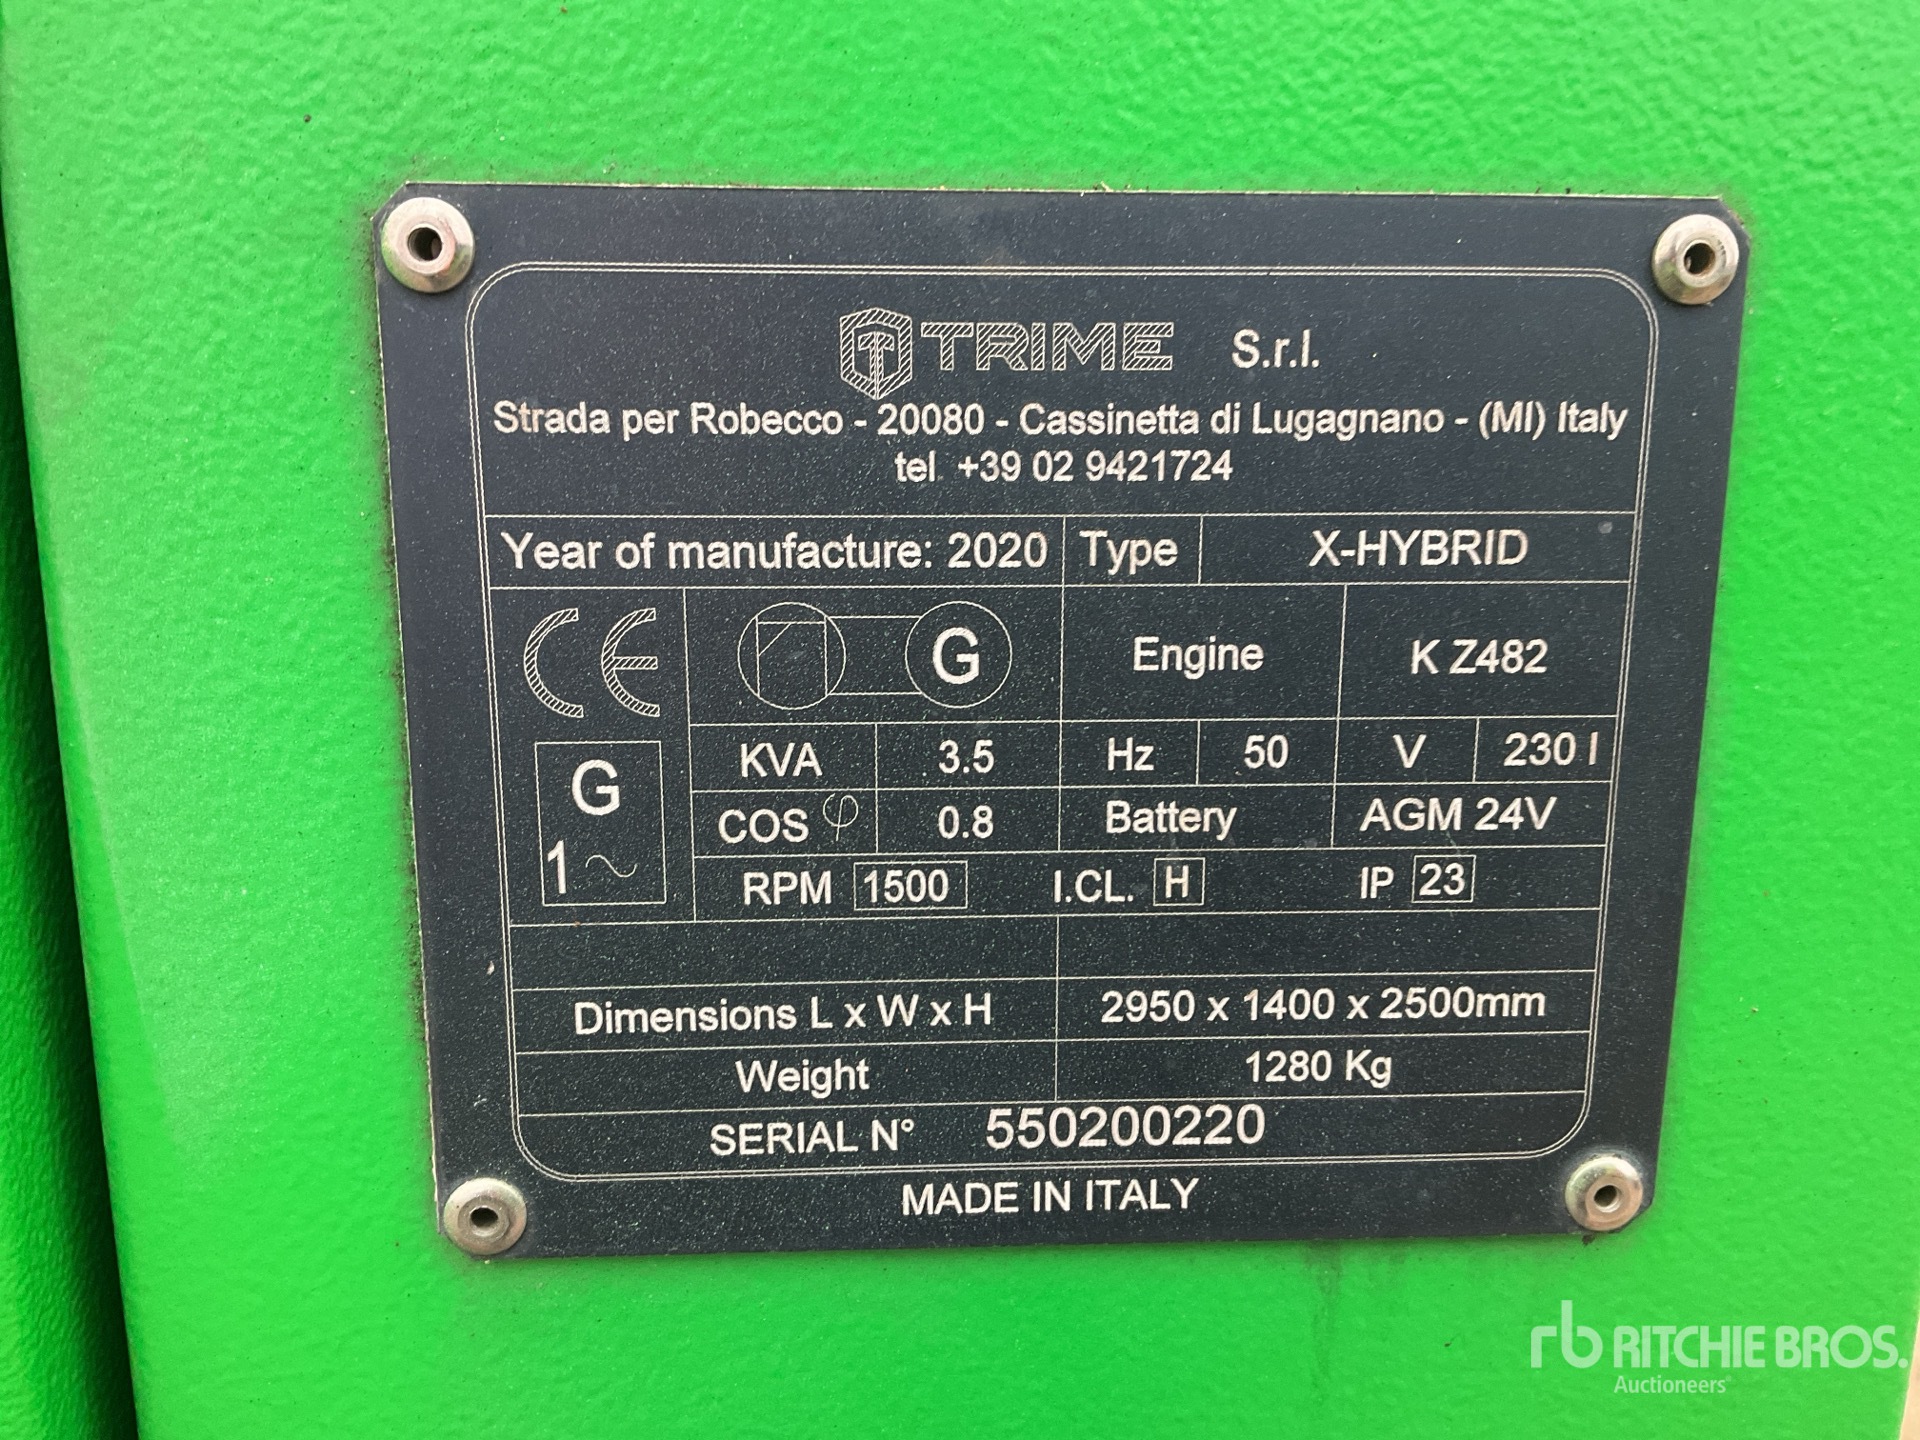 TRIME S.r.l.
Strada per Robecco - 20080 - Cassinetta di Lugagnano - (MI) Italy
tel. +39 02 9421724
Year of manufacture: 2020 Type X-HYBRID
CE G Engine K Z482
KVA 3.5 Hz 50 V 230 I
G
COS φ 0.8 Battery AGM 24V
1~ RPM 1500 I.CL. H IP 23
Dimensions L x W x H 2950 x 1400 x 2500mm
Weight 1280 Kg
SERIAL N° 550200220
MADE IN ITALY
rb RITCHIE BROS.
Auctioneers